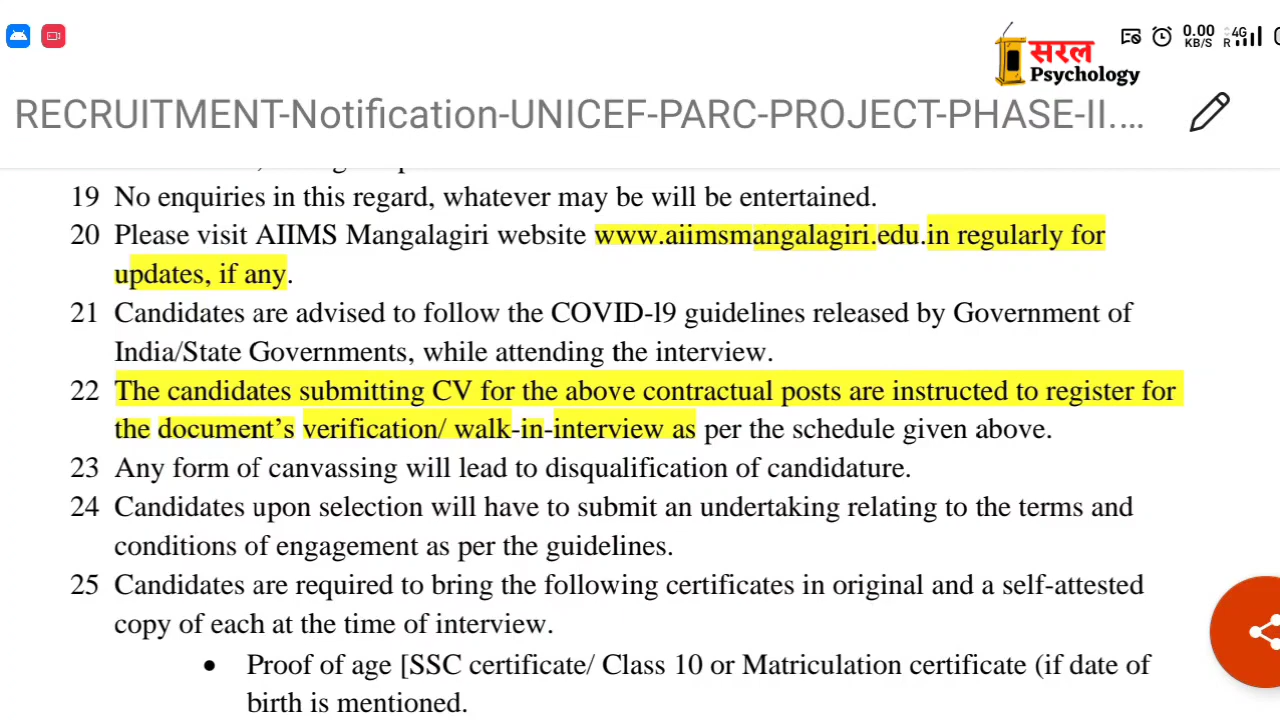 सरल
Psychology
0.00
KB/S
4G
R
RECRUITMENT-Notification-UNICEF-PARC-PROJECT-PHASE-II....
19 No enquiries in this regard, whatever may be will be entertained.
20 Please visit AIIMS Mangalagiri website www.aiimsmangalagiri.edu.in regularly for
updates, if any.
21 Candidates are advised to follow the COVID-l9 guidelines released by Government of
India/State Governments, while attending the interview.
22 The candidates submitting CV for the above contractual posts are instructed to register for
the document’s verification/ walk-in-interview as per the schedule given above.
23 Any form of canvassing will lead to disqualification of candidature.
24 Candidates upon selection will have to submit an undertaking relating to the terms and
conditions of engagement as per the guidelines.
25 Candidates are required to bring the following certificates in original and a self-attested
copy of each at the time of interview.
• Proof of age [SSC certificate/ Class 10 or Matriculation certificate (if date of
birth is mentioned.